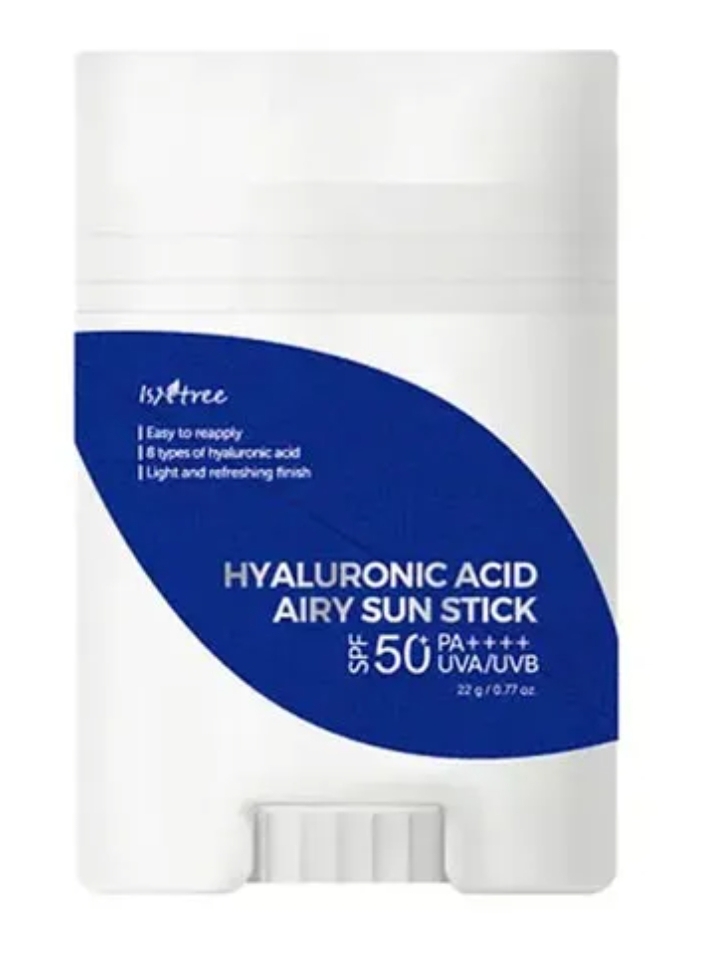 Isntree
Easy to reapply
8 types of hyaluronic acid
Light and refreshing finish
HYALURONIC ACID
AIRY SUN STICK
SPF 50+ PA++++
UVA/UVB
22 g / 0.77 oz.